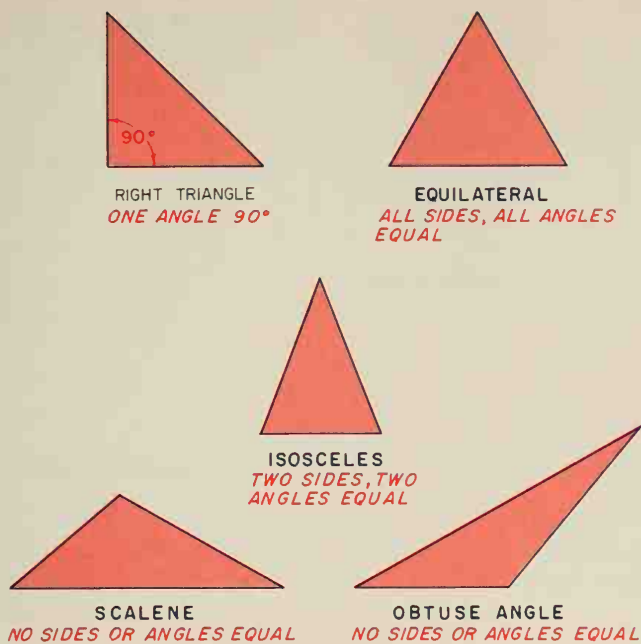 90°
RIGHT TRIANGLE
ONE ANGLE 90°
EQUILATERAL
ALL SIDES, ALL ANGLES
EQUAL
ISOSCELES
TWO SIDES, TWO
ANGLES EQUAL
SCALENE
NO SIDES OR ANGLES EQUAL
OBTUSE ANGLE
NO SIDES OR ANGLES EQUAL